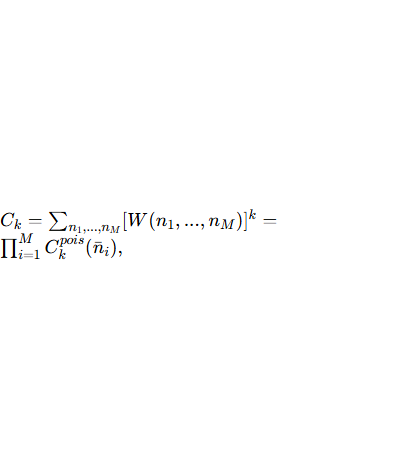 $C_k = \sum_{n_1,...,n_M} [W(n_1, ..., n_M)]^k =$
$\prod_{i=1}^{M} C_k^{pois}(\bar{n}_i),$